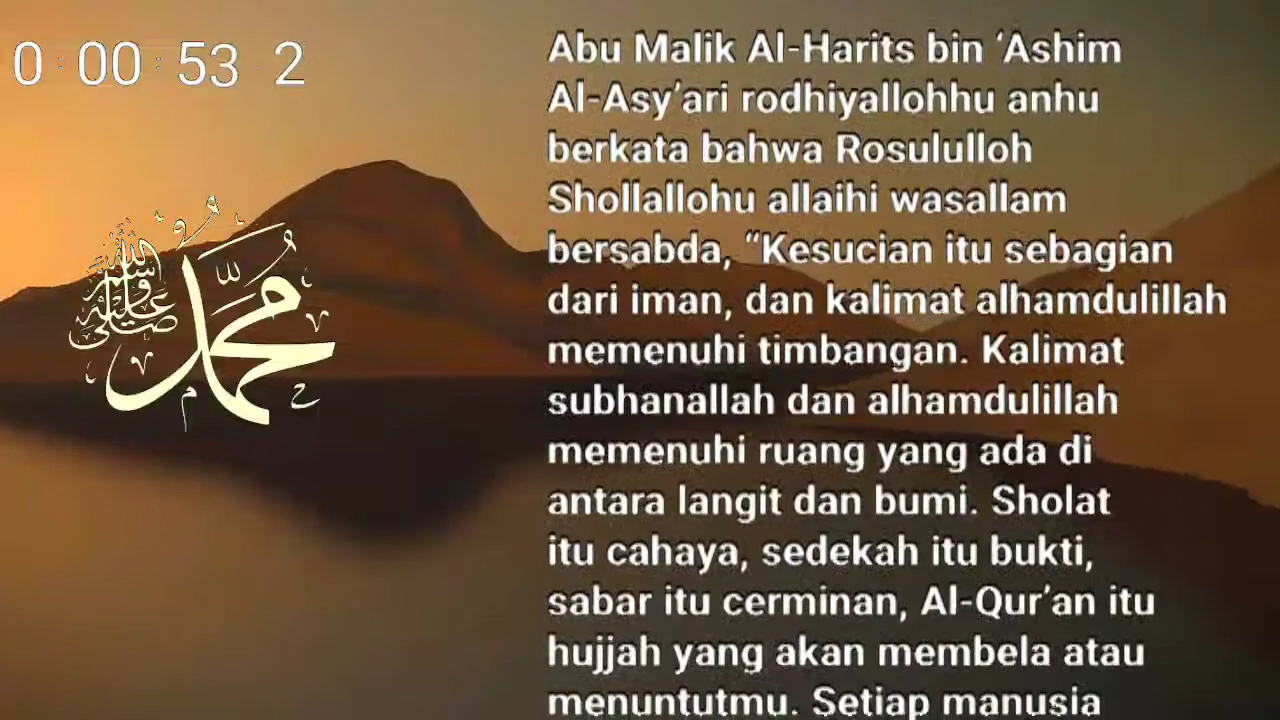 0:00:53 2
محمد
صلى الله عليه وسلم
Abu Malik Al-Harits bin ‘Ashim
Al-Asy’ari rodhiyallohhu anhu
berkata bahwa Rosululloh
Shollallohu allaihi wasallam
bersabda, “Kesucian itu sebagian
dari iman, dan kalimat alhamdulillah
memenuhi timbangan. Kalimat
subhanallah dan alhamdulillah
memenuhi ruang yang ada di
antara langit dan bumi. Sholat
itu cahaya, sedekah itu bukti,
sabar itu cerminan, Al-Qur’an itu
hujjah yang akan membela atau
menuntutmu. Setiap manusia